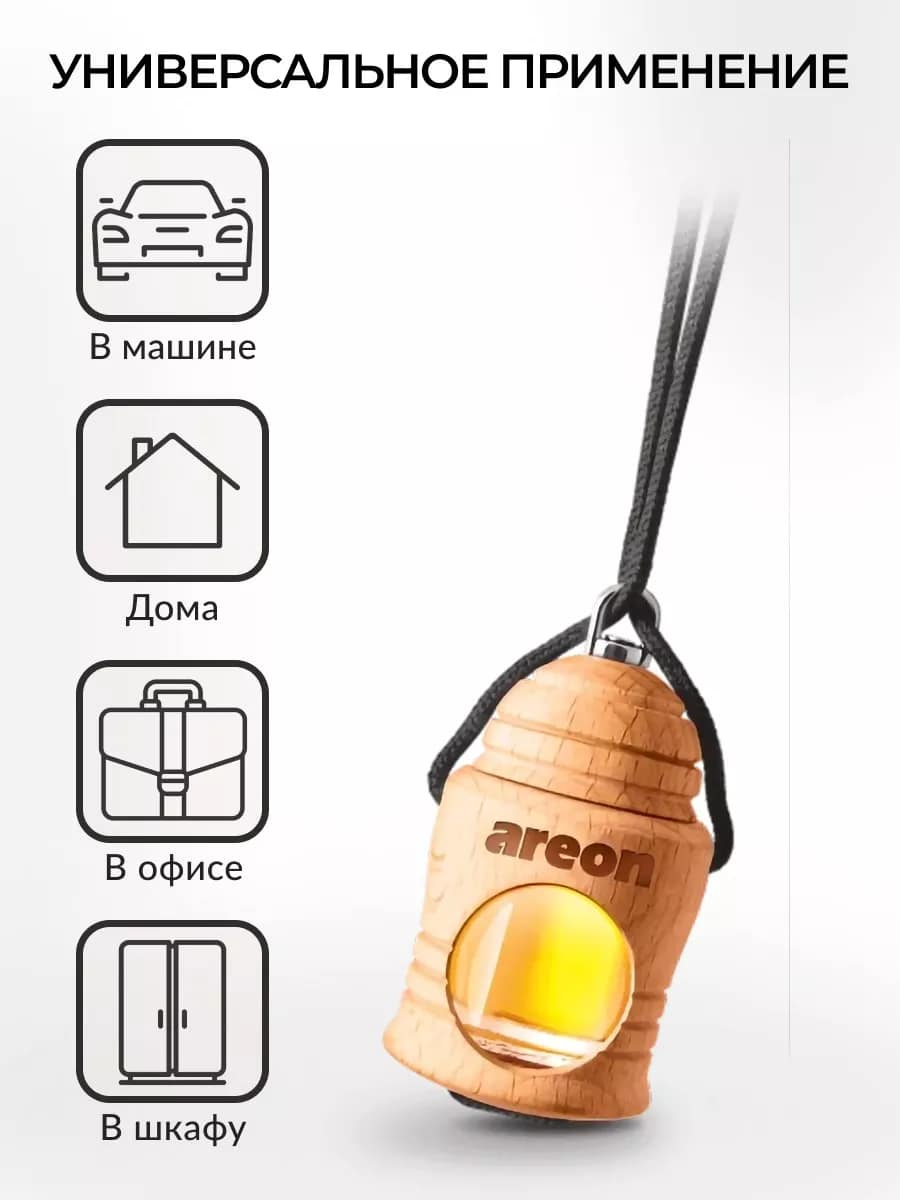 УНИВЕРСАЛЬНОЕ ПРИМЕНЕНИЕ
В машине
Дома
В офисе
В шкафу
areon